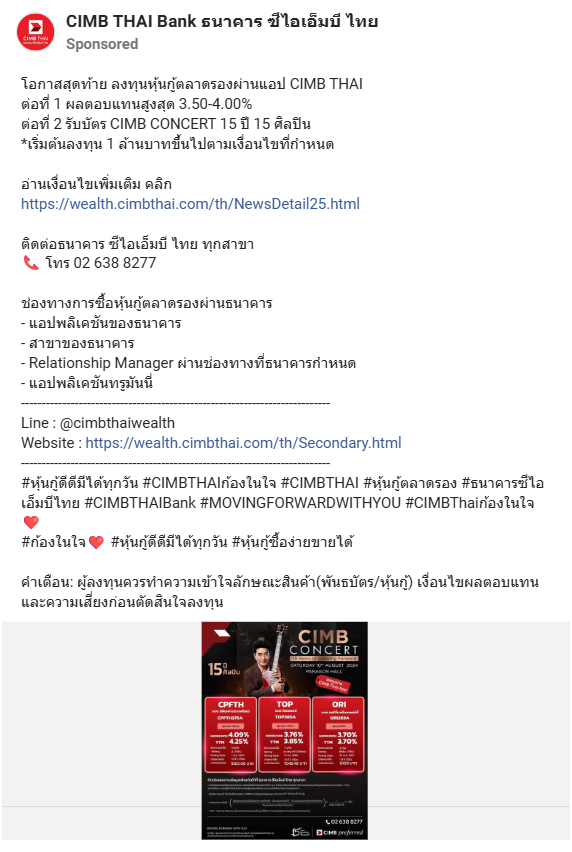 CIMB THAI Bank ธนาคาร ซีไอเอ็มบี ไทย
Sponsored
โอกาสสุดท้าย ลงทุนหุ้นกู้ตลาดรองผ่านแอป CIMB THAI
ต่อที่ 1 ผลตอบแทนสูงสุด 3.50-4.00%
ต่อที่ 2 รับบัตร CIMB CONCERT 15 ปี 15 ศิลปิน
*เริ่มต้นลงทุน 1 ล้านบาทขึ้นไปตามเงื่อนไขที่กำหนด
อ่านเงื่อนไขเพิ่มเติม คลิก
https://wealth.cimbthai.com/th/NewsDetail25.html
ติดต่อธนาคาร ซีไอเอ็มบี ไทย ทุกสาขา
📞 โทร 02 638 8277
ช่องทางการซื้อหุ้นกู้ตลาดรองผ่านธนาคาร
- แอปพลิเคชันของธนาคาร
- สาขาของธนาคาร
- Relationship Manager ผ่านช่องทางที่ธนาคารกำหนด
- แอปพลิเคชันทรูมันนี่
-----------------------------------------------------------------------------
Line : @cimbthaiwealth
Website : https://wealth.cimbthai.com/th/Secondary.html
-----------------------------------------------------------------------------
#หุ้นกู้ดีดีมีได้ทุกวัน #CIMBTHAIก้องในใจ #CIMBTHAI #หุ้นกู้ตลาดรอง #ธนาคารซีไอ
เอ็มบีไทย #CIMBTHAIBank #MOVINGFORWARDWITHYOU #CIMBThaiก้องในใจ
❤️
#ก้องในใจ❤️ #หุ้นกู้ดีดีมีได้ทุกวัน #หุ้นกู้ซื้อง่ายขายได้
คำเตือน: ผู้ลงทุนควรทำความเข้าใจลักษณะสินค้า(พันธบัตร/หุ้นกู้) เงื่อนไขผลตอบแทน
และความเสี่ยงก่อนตัดสินใจลงทุน
CIMB
CONCERT
15 ปี
15 ศิลปิน
SATURDAY 10TH AUGUST 2024
PARAGON HALL
CPFTH
TOP
ORI
4.09%
YTM 4.25%
3.76%
YTM 3.85%
3.70%
YTM 3.70%
02 638 8277
CIMB preferred